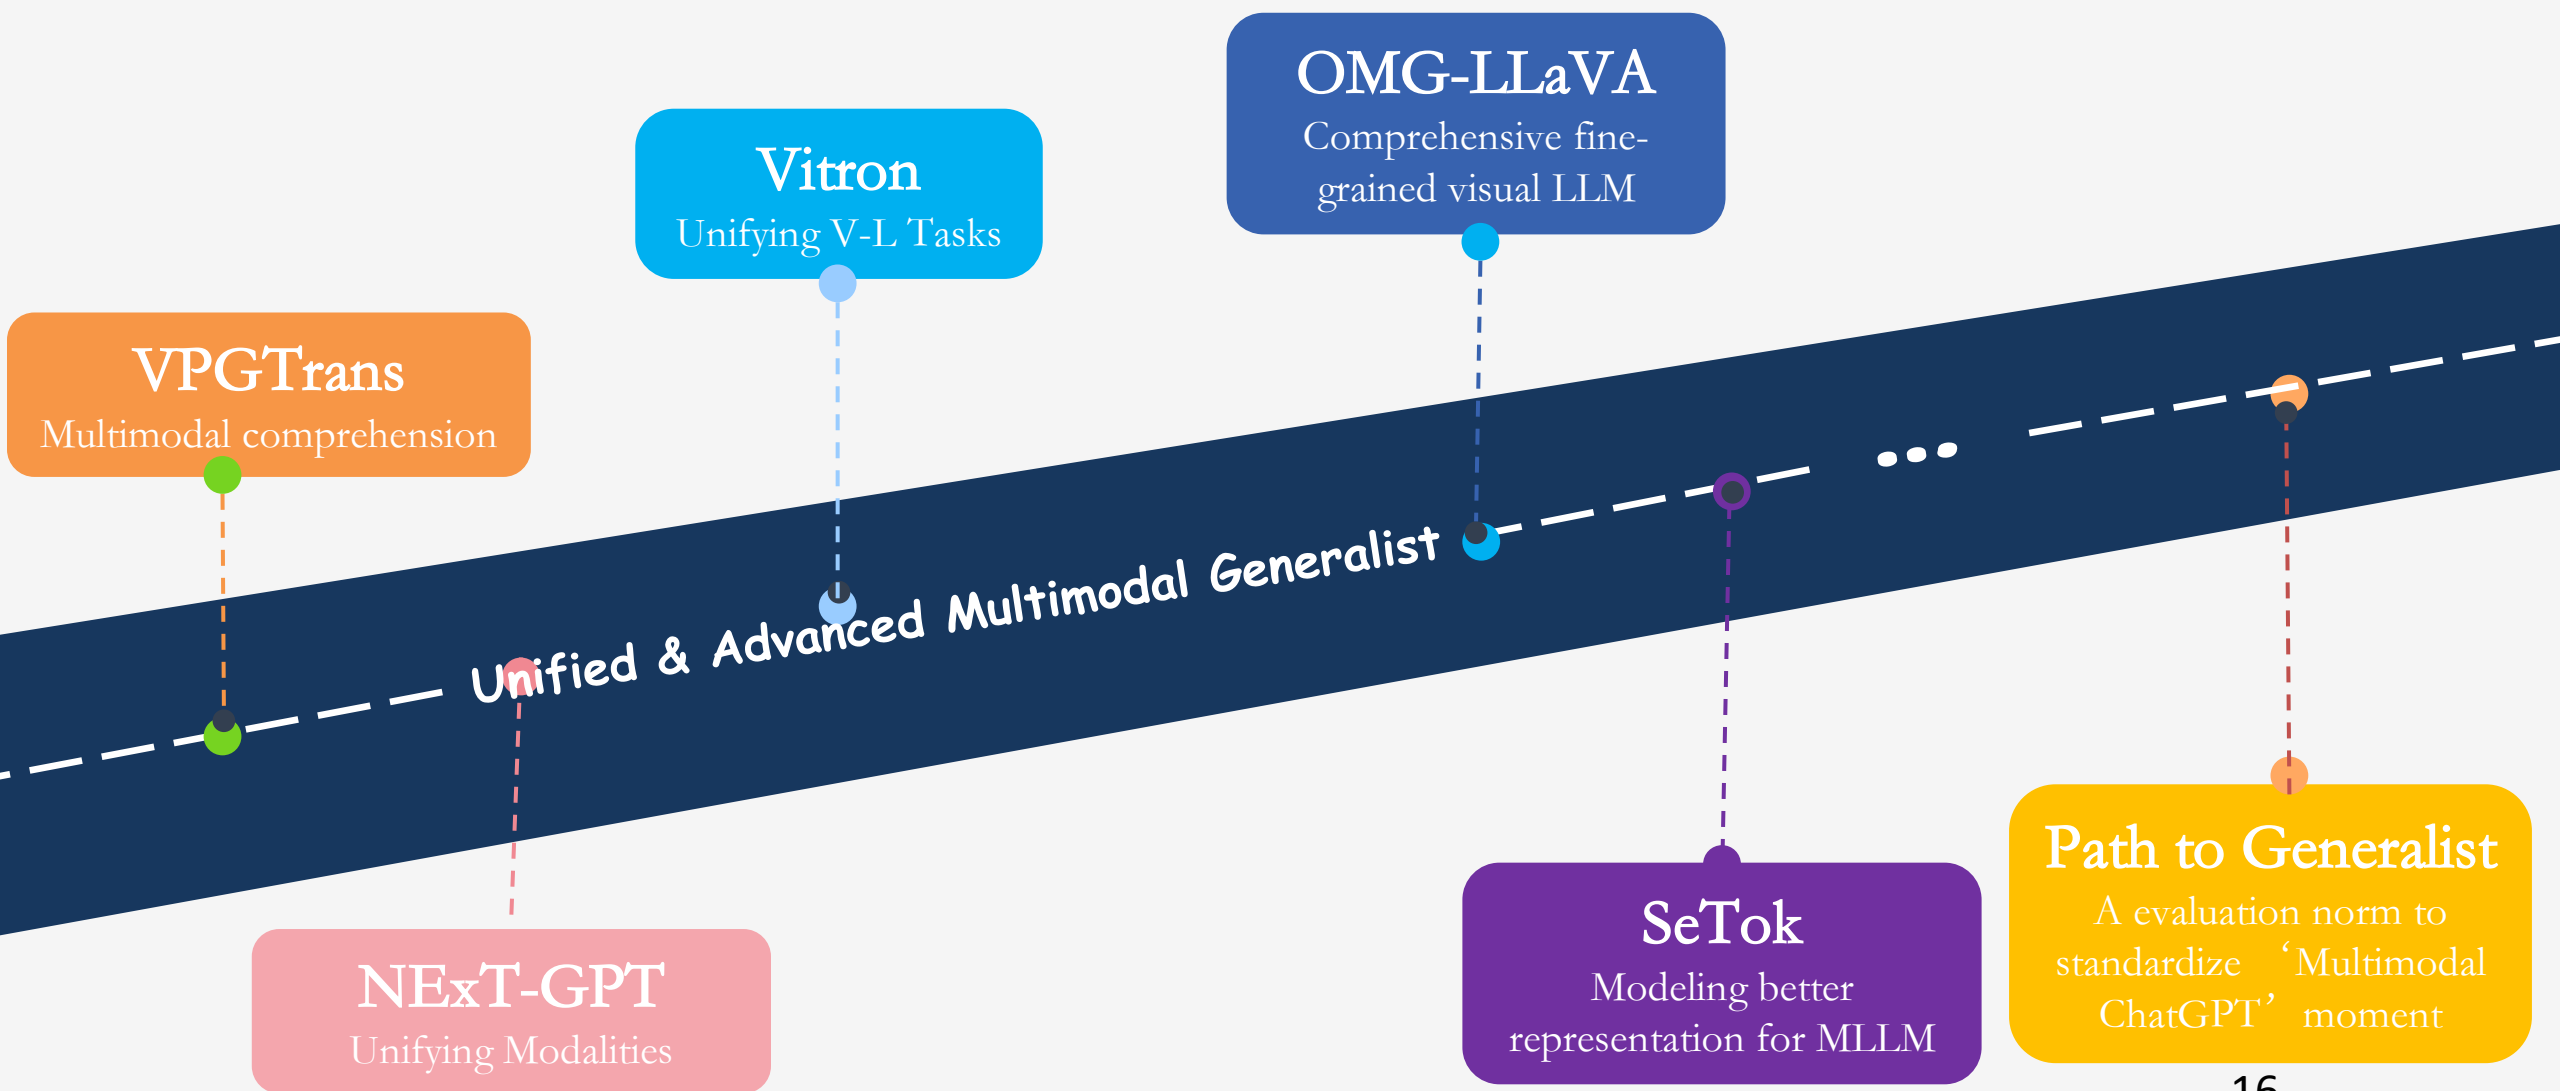 OMG-LLaVA
Comprehensive fine-
grained visual LLM
Vitron
Unifying V-L Tasks
VPGTrans
Multimodal comprehension
Unified & Advanced Multimodal Generalist
...
NExT-GPT
Unifying Modalities
SeTok
Modeling better
representation for MLLM
Path to Generalist
A evaluation norm to
standardize ‘Multimodal
ChatGPT’ moment
16